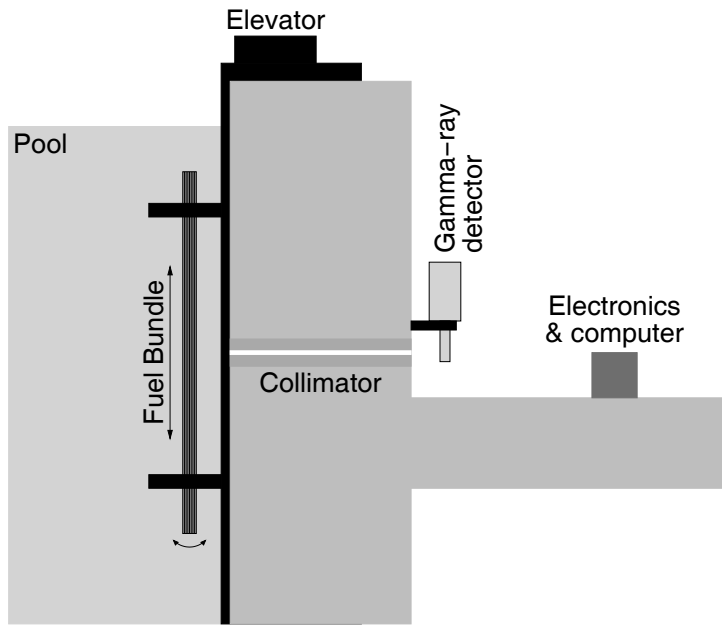 Elevator
Pool
Gamma−ray
detector
Fuel Bundle
Electronics
& computer
Collimator